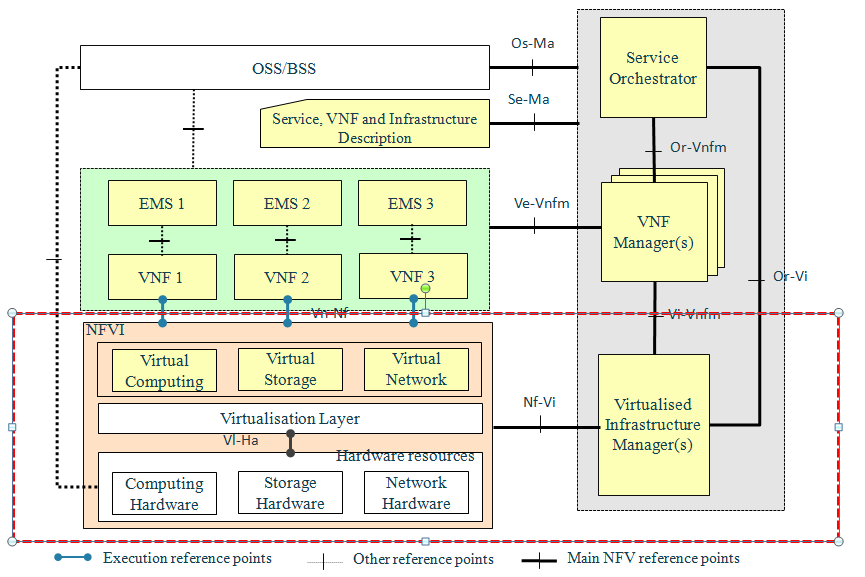 Os-Ma
Service
Orchestrator
OSS/BSS
Se-Ma
Service, VNF and Infrastructure
Description
Or-Vnfm
EMS 1
EMS 2
EMS 3
Ve-Vnfm
VNF
Manager(s)
VNF 1
VNF 2
VNF 3
Or-Vi
Vn-Nf
Vi-Vnfm
NFVI
Virtual
Computing
Virtual
Storage
Virtual
Network
Nf-Vi
Virtualised
Infrastructure
Manager(s)
Virtualisation Layer
Vl-Ha
Hardware resources
Computing
Hardware
Storage
Hardware
Network
Hardware
Execution reference points
Other reference points
Main NFV reference points